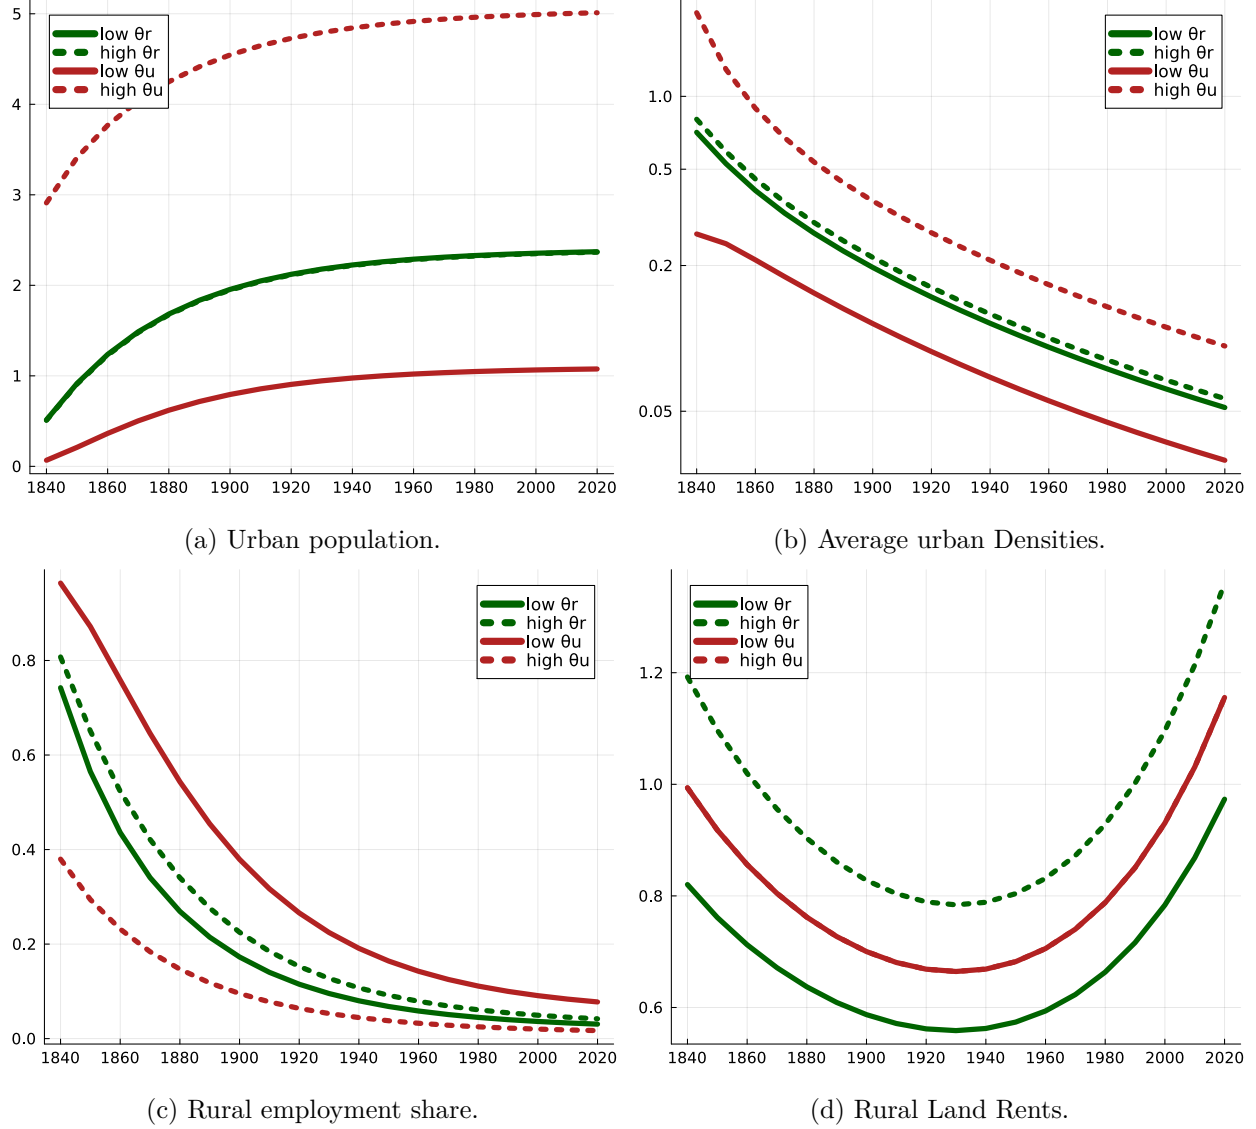 5
4
3
2
1
0
low θr
high θr
low θu
high θu
1840 1860 1880 1900 1920 1940 1960 1980 2000 2020
(a) Urban population.
1.0
0.5
0.2
0.05
low θr
high θr
low θu
high θu
1840 1860 1880 1900 1920 1940 1960 1980 2000 2020
(b) Average urban Densities.
0.8
0.6
0.4
0.2
0.0
low θr
high θr
low θu
high θu
1840 1860 1880 1900 1920 1940 1960 1980 2000 2020
(c) Rural employment share.
1.2
1.0
0.8
0.6
low θr
high θr
low θu
high θu
1840 1860 1880 1900 1920 1940 1960 1980 2000 2020
(d) Rural Land Rents.